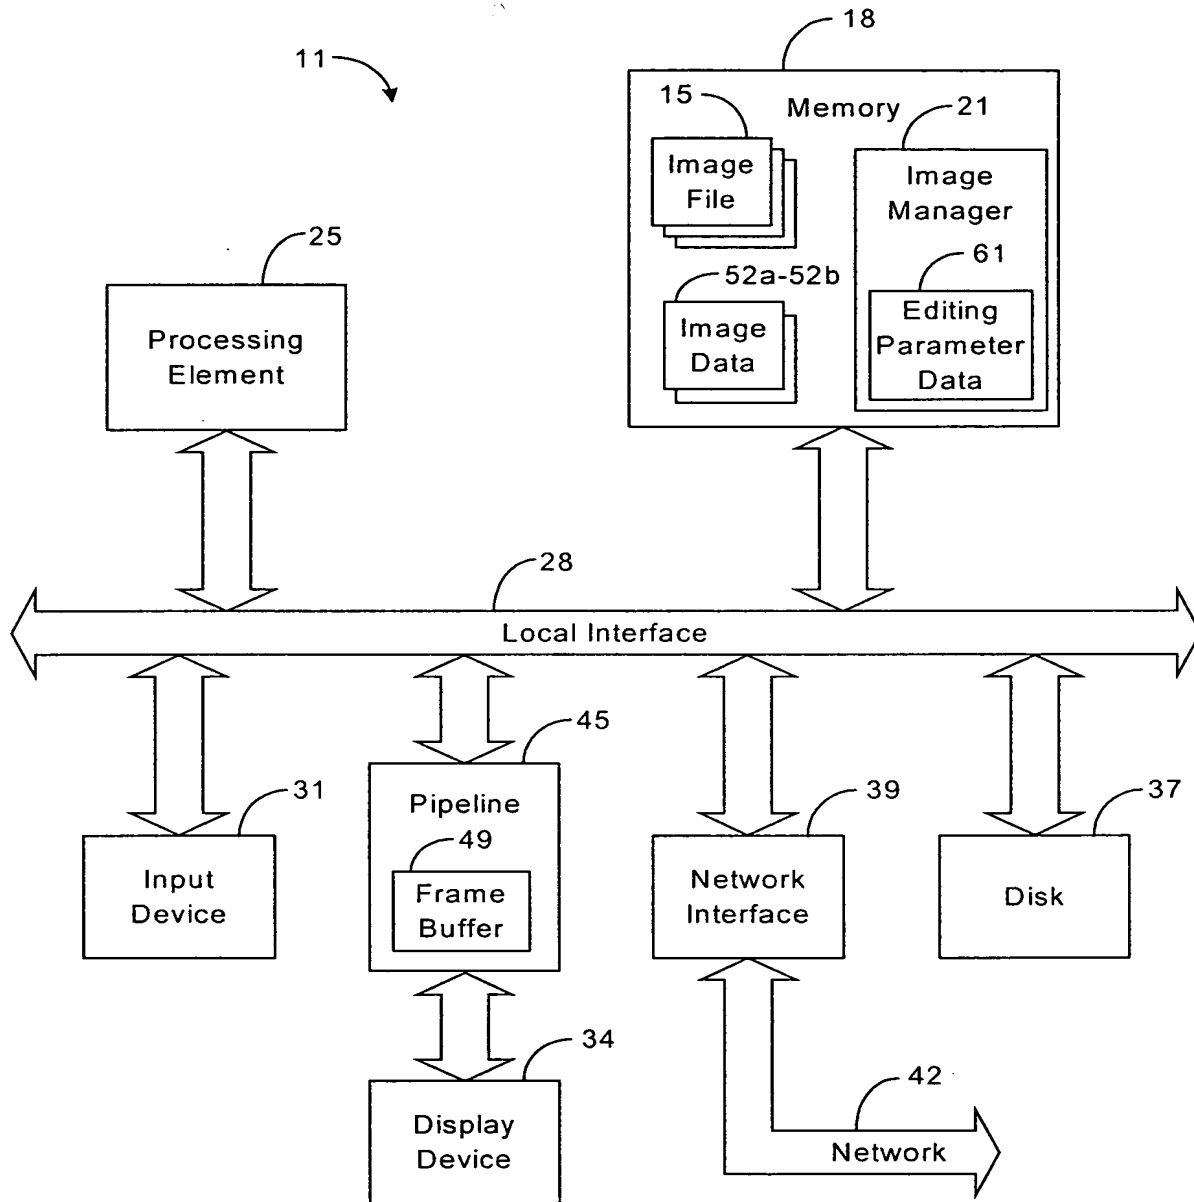 18
11
Memory
15
21
Image
File
Image
Manager
25
52a-52b
61
Processing
Element
Image
Data
Editing
Parameter
Data
28
Local Interface
45
31
39
37
Pipeline
49
Input
Device
Frame
Buffer
Network
Interface
Disk
34
42
Display
Device
Network